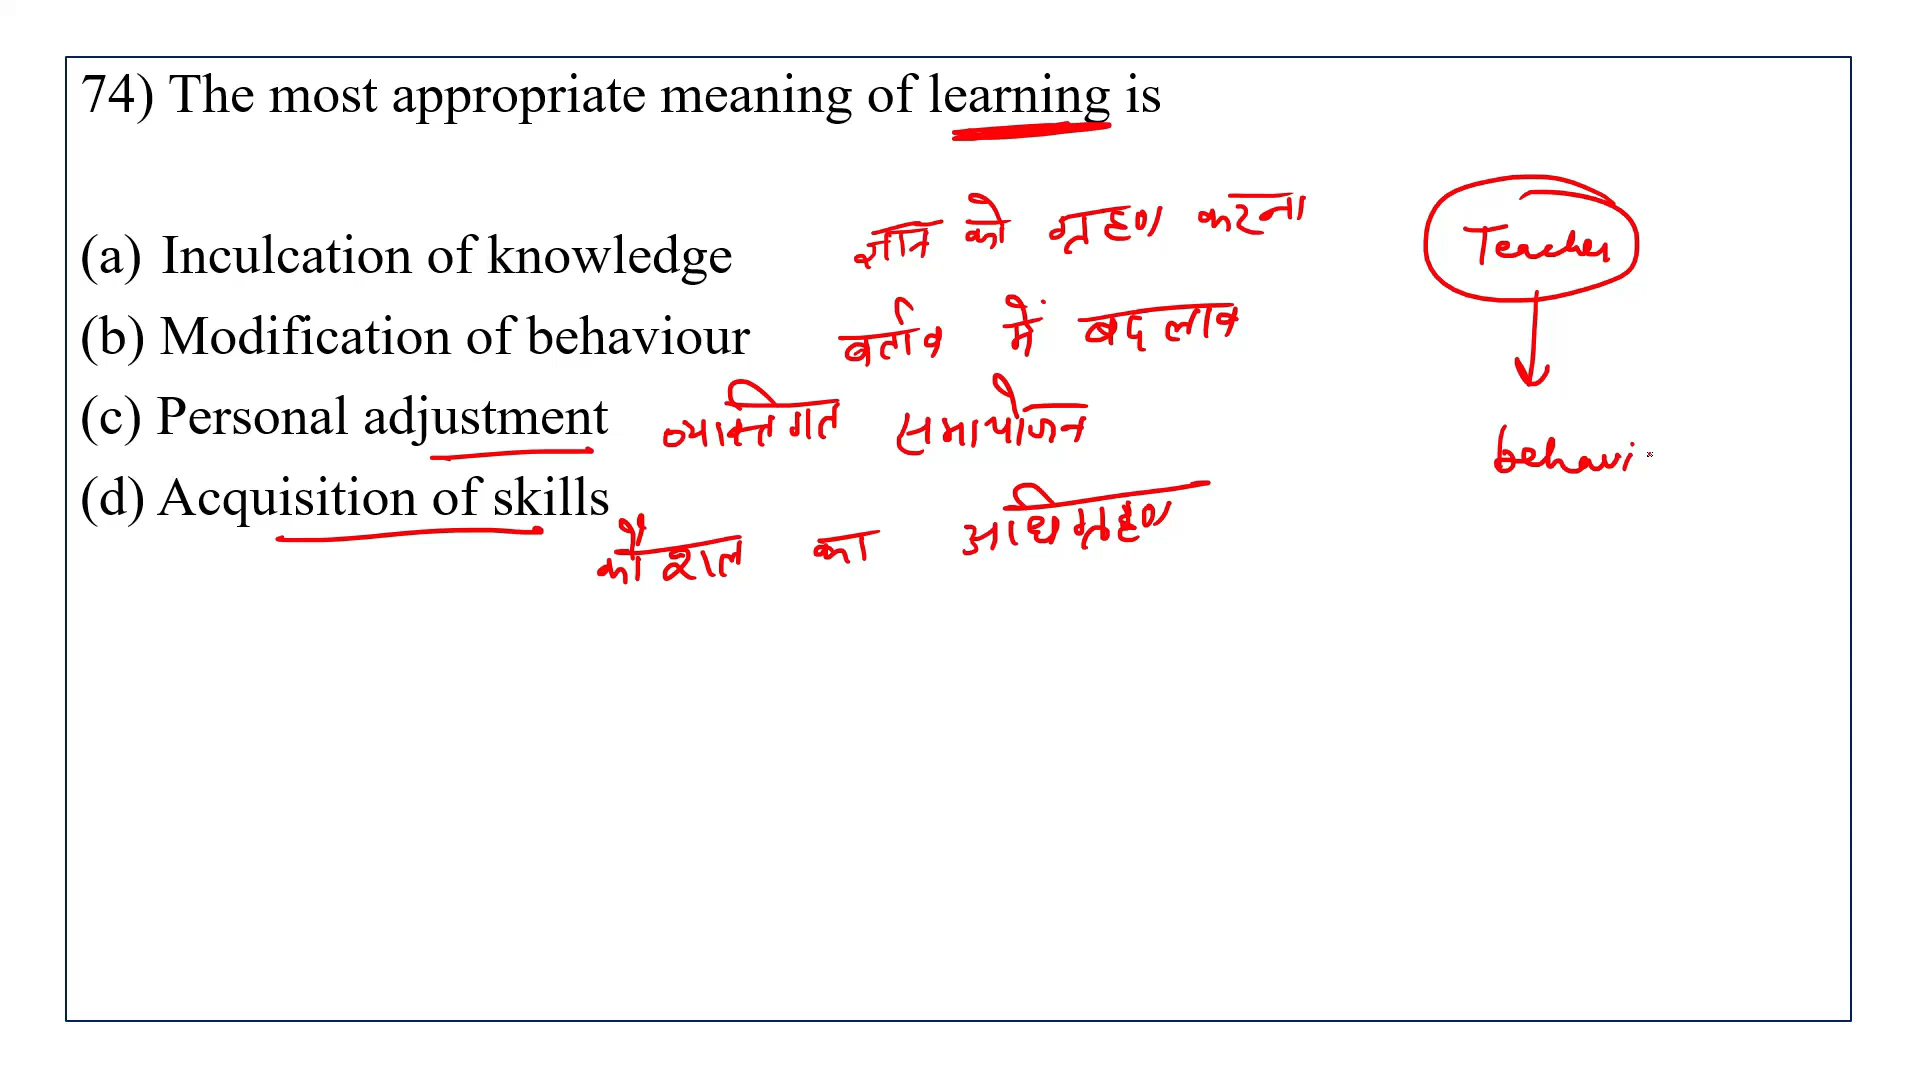 74) The most appropriate meaning of learning is
(a) Inculcation of knowledge ज्ञान को ग्रहण करना
(b) Modification of behaviour बर्ताव में बदलाव
(c) Personal adjustment व्यक्तिगत समायोजन
(d) Acquisition of skills
कौशल का अधिग्रहण
Teacher
behavi